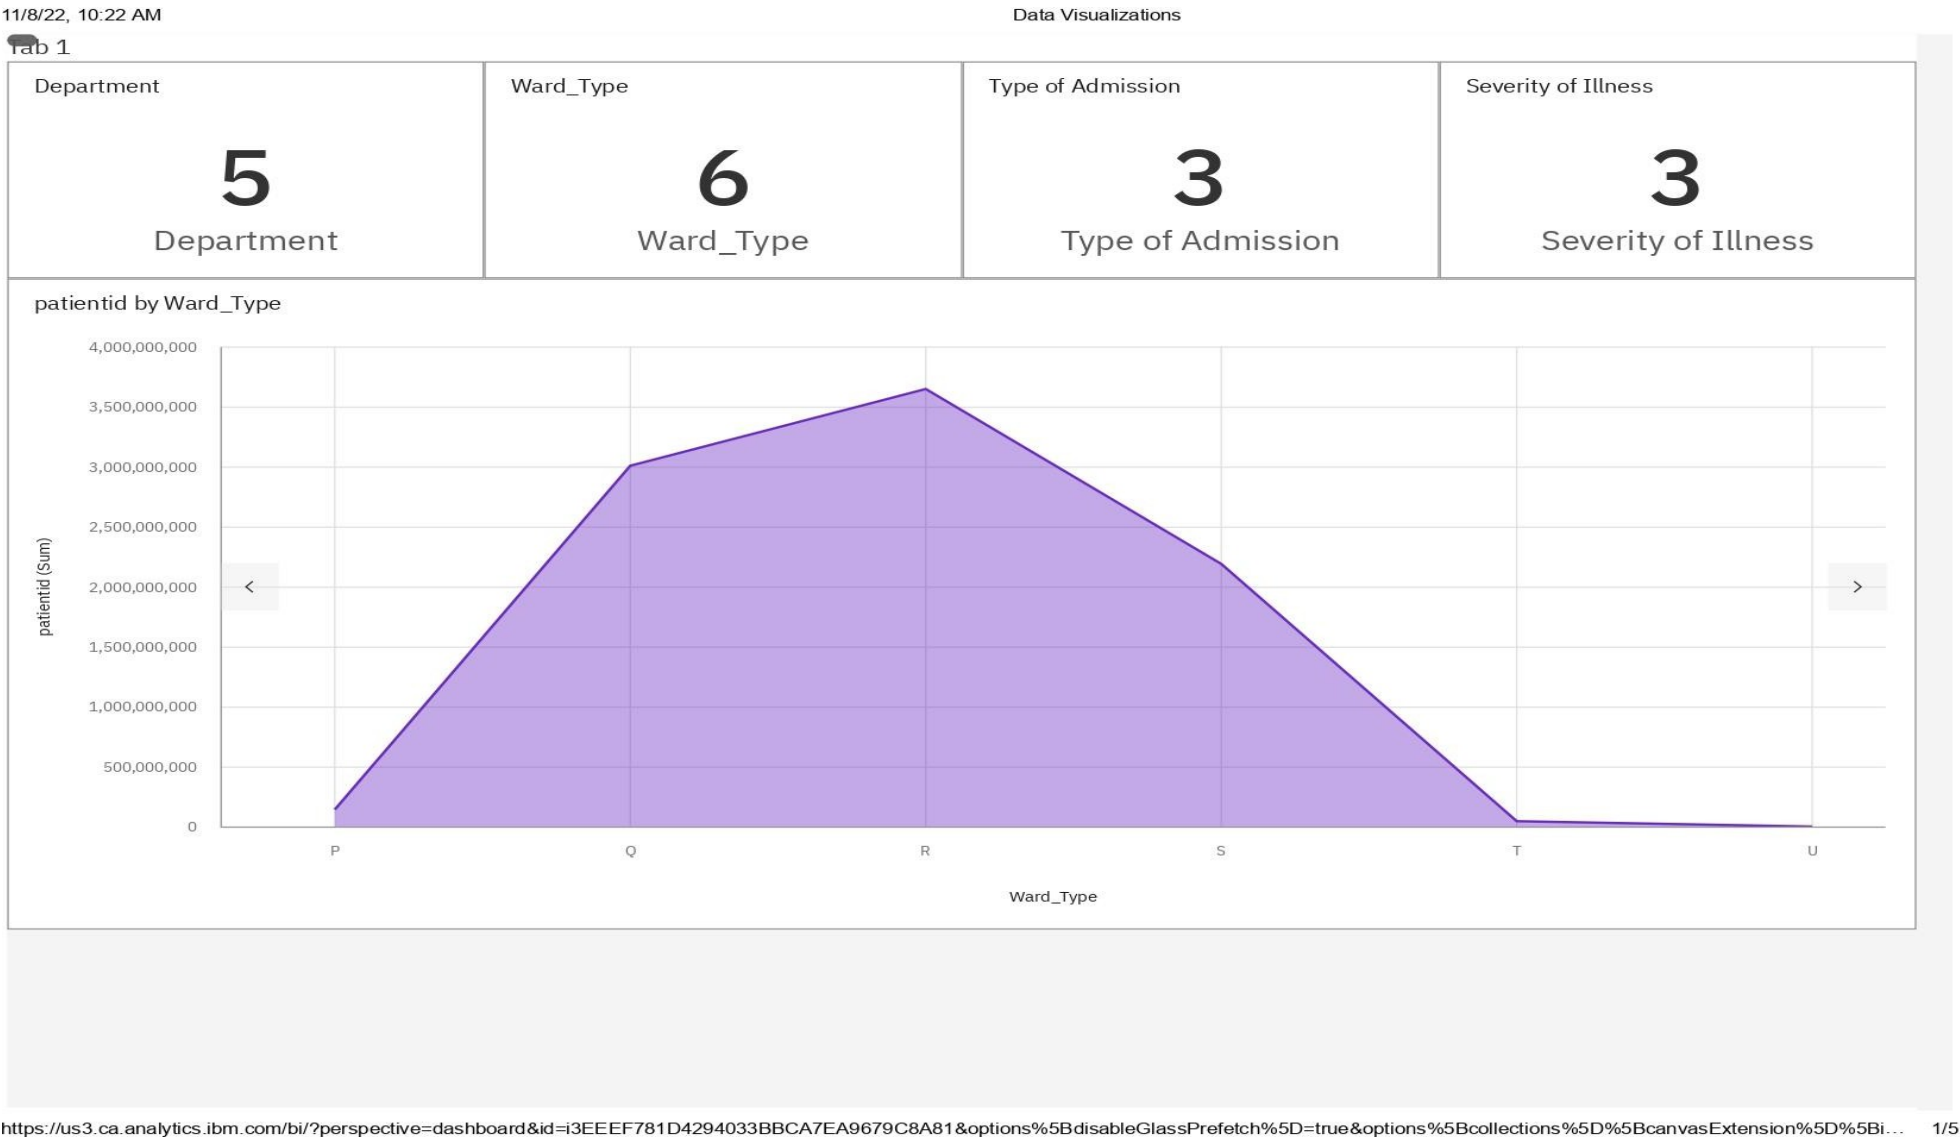 11/8/22, 10:22 AM Data Visualizations
Tab 1
Department Ward_Type Type of Admission Severity of Illness
5 6 3 3
Department Ward_Type Type of Admission Severity of Illness
patientid by Ward_Type
4,000,000,000
3,500,000,000
3,000,000,000
2,500,000,000
2,000,000,000
1,500,000,000
1,000,000,000
500,000,000
0
patientid (Sum)
< >
P Q R S T U
Ward_Type
https://us3.ca.analytics.ibm.com/bi/?perspective=dashboard&id=i3EEEF781D4294033BBCA7EA9679C8A81&options%5BdisableGlassPrefetch%5D=true&options%5Bcollections%5D%5BcanvasExtension%5D%5Bi… 1/5